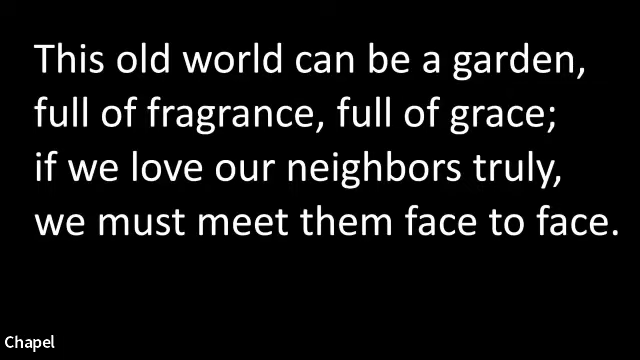 This old world can be a garden,
full of fragrance, full of grace;
if we love our neighbors truly,
we must meet them face to face.
Chapel